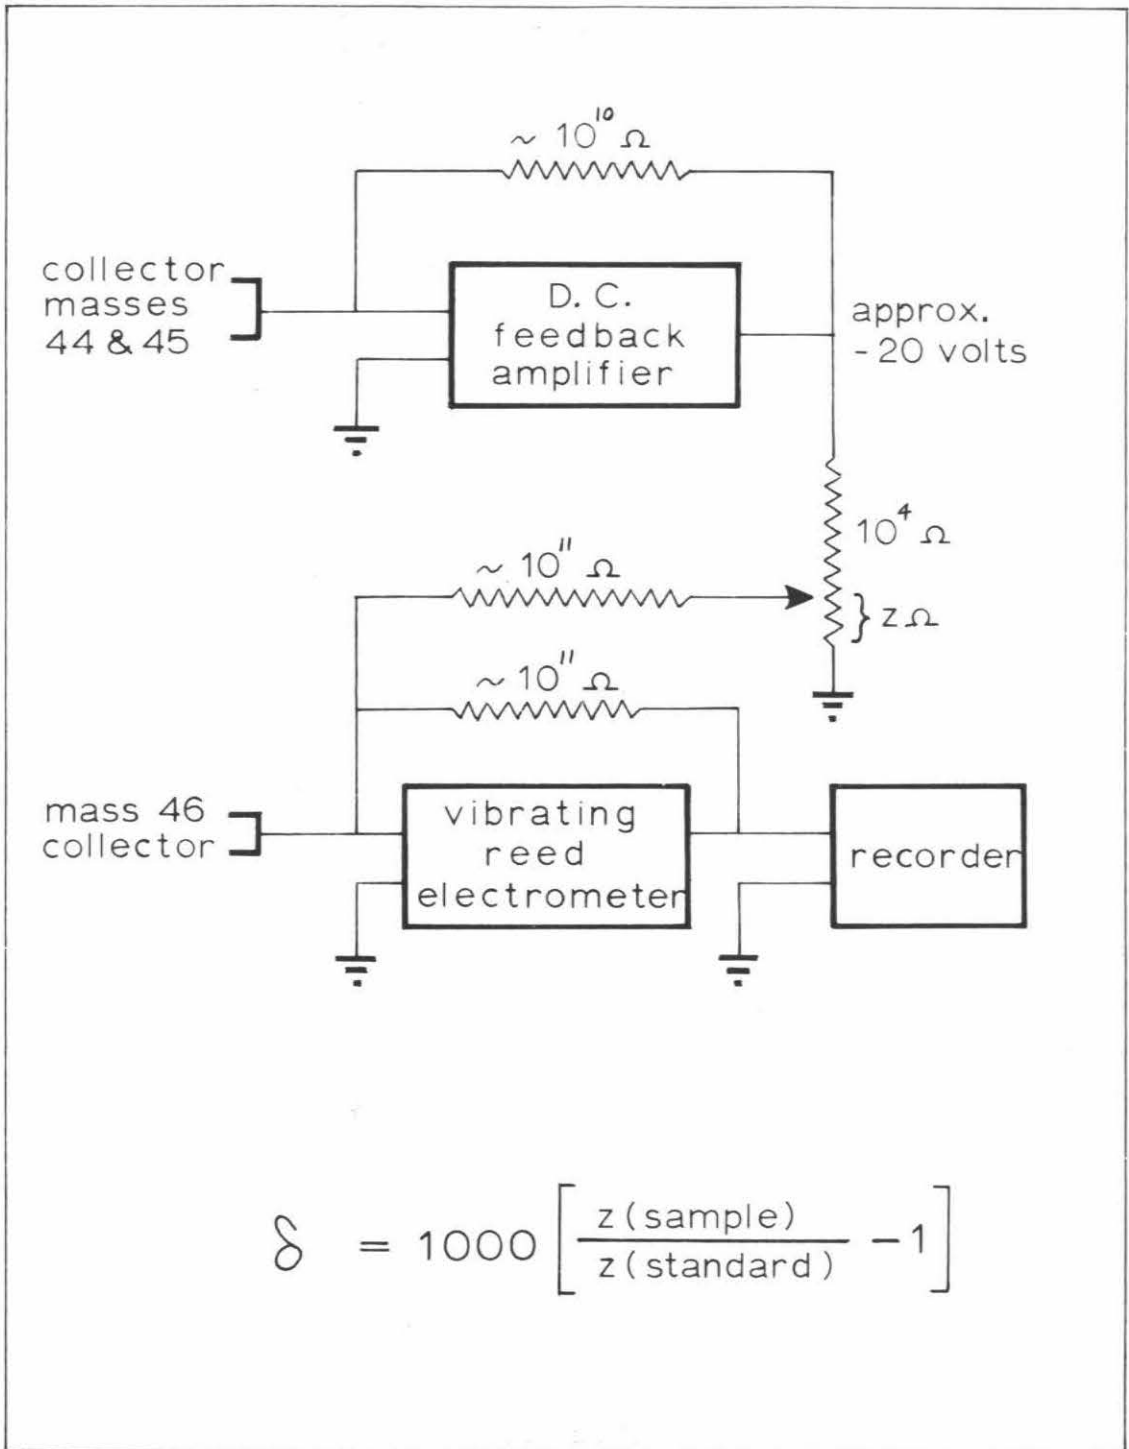 ~ 10¹⁰ Ω
collector
masses
44 & 45
D. C.
feedback
amplifier
approx.
- 20 volts
10⁴ Ω
~ 10¹¹ Ω
} z Ω
~ 10¹¹ Ω
mass 46
collector
vibrating
reed
electrometer
recorder
δ = 1000 [ z (sample) / z (standard) - 1 ]